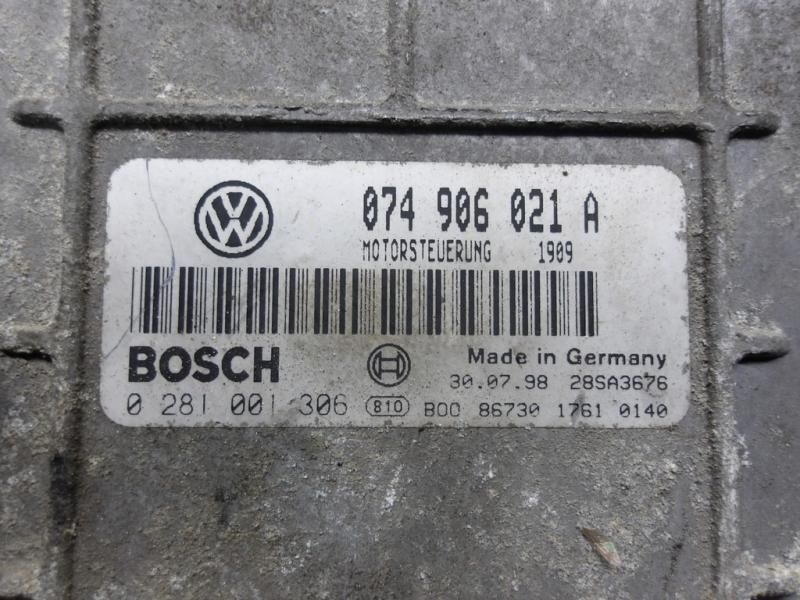 074 906 021 A
MOTORSTEUERUNG 1909
BOSCH
Made in Germany
30.07.98 28SA3676
0 281 001 306 810 B00 86730 1761 0140